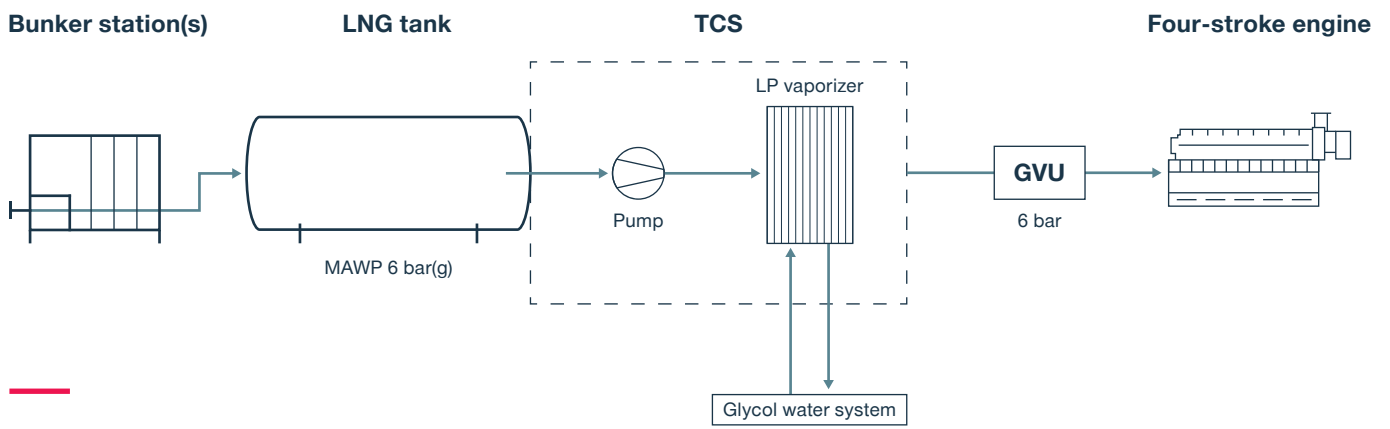 Bunker station(s)
LNG tank
TCS
Four-stroke engine
LP vaporizer
GVU
Pump
6 bar
MAWP 6 bar(g)
Glycol water system